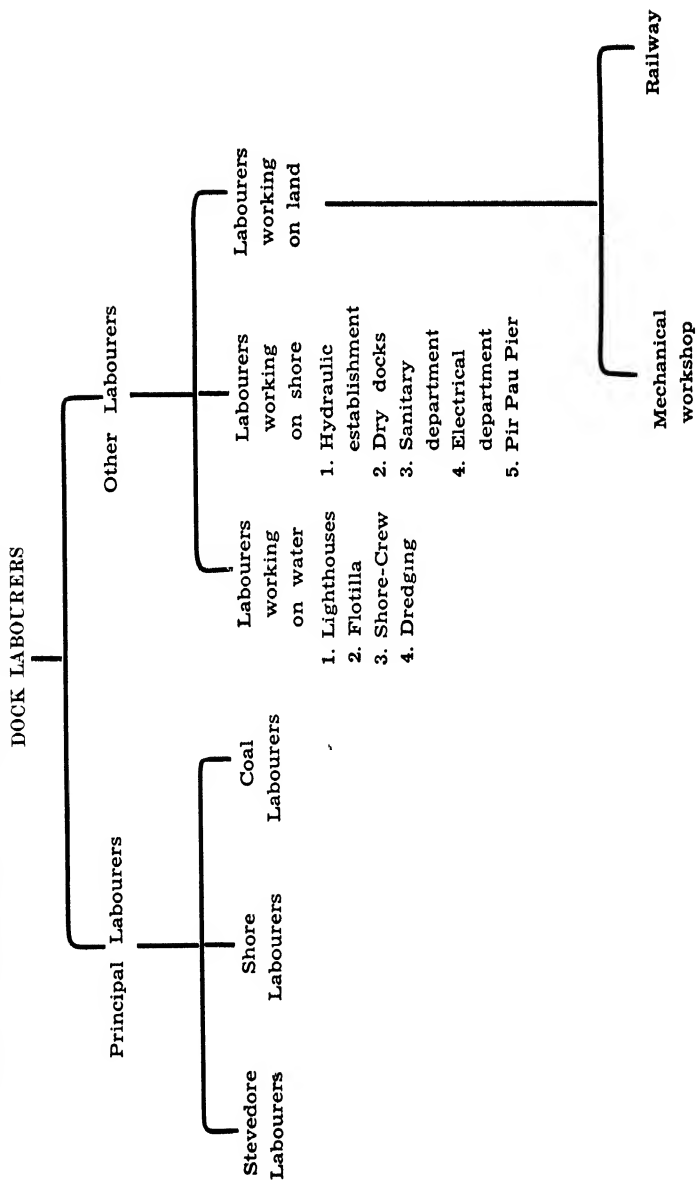 DOCK LABOURERS
Principal Labourers
Other Labourers
Stevedore
Labourers
Shore
Labourers
Coal
Labourers
Labourers
working
on water
1. Lighthouses
2. Flotilla
3. Shore-Crew
4. Dredging
Labourers
working
on shore
1. Hydraulic
establishment
2. Dry docks
3. Sanitary
department
4. Electrical
department
5. Pir Pau Pier
Labourers
working
on land
Mechanical
workshop
Railway